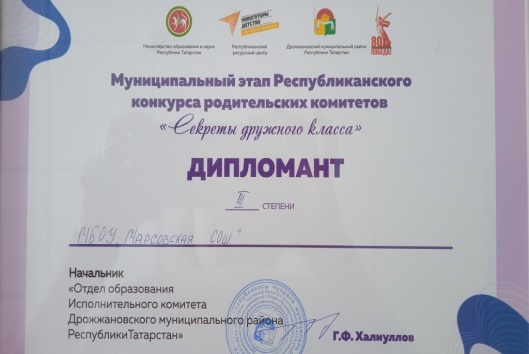 Министерство образования и науки
Республики Татарстан
НАВИГАТОРЫ
ДЕТСТВА
Республиканский
ресурсный центр
Дрожжановский муниципальный район
Республики Татарстан
80
ПОБЕДА!
Муниципальный этап Республиканского
конкурса родительских комитетов
«Секреты дружного класса»
ДИПЛОМАНТ
III СТЕПЕНИ
МБОУ "Марсовская СОШ"
Начальник
«Отдел образования
Исполнительного комитета
Дрожжановского муниципального района
РеспубликиТатарстан»
Г.Ф. Халиуллов